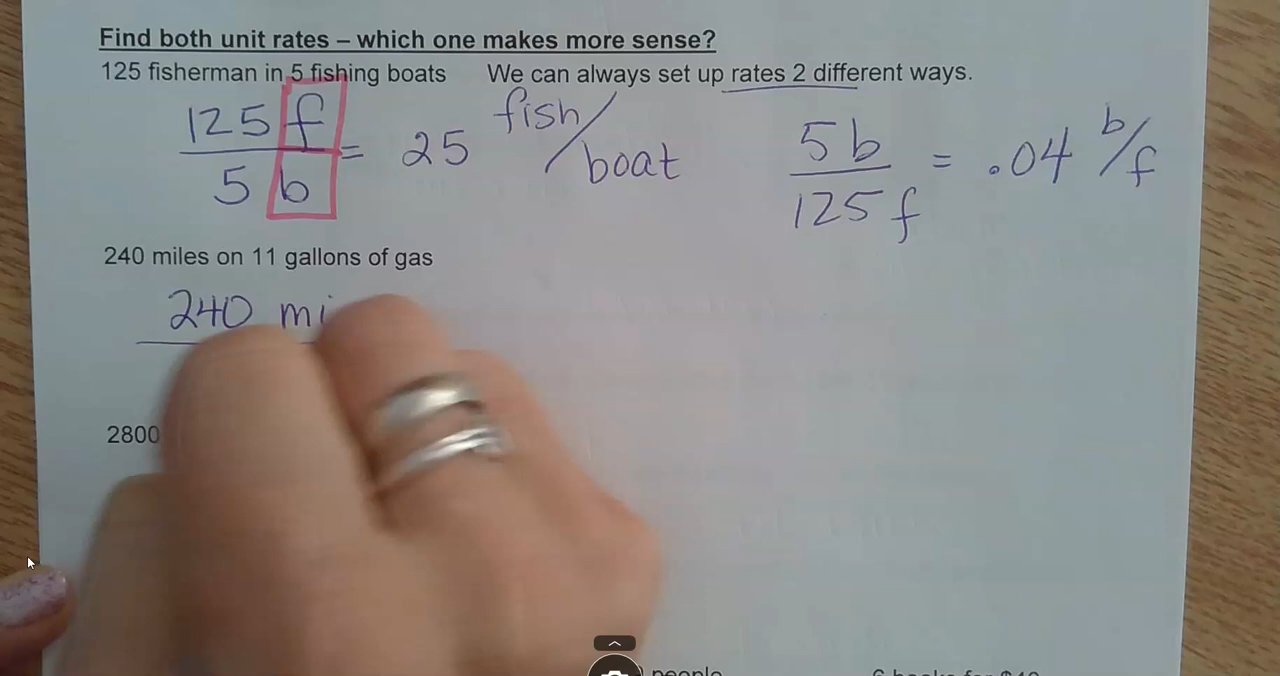 Find both unit rates – which one makes more sense?
125 fisherman in 5 fishing boats We can always set up rates 2 different ways.
125 f
5 b
= 25 fish/boat
5 b
125 f
= .04 b/f
240 miles on 11 gallons of gas
240 mi
2800
people